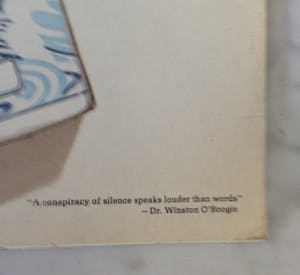 "A conspiracy of silence speaks louder than words"
— Dr. Winston O'Boogie